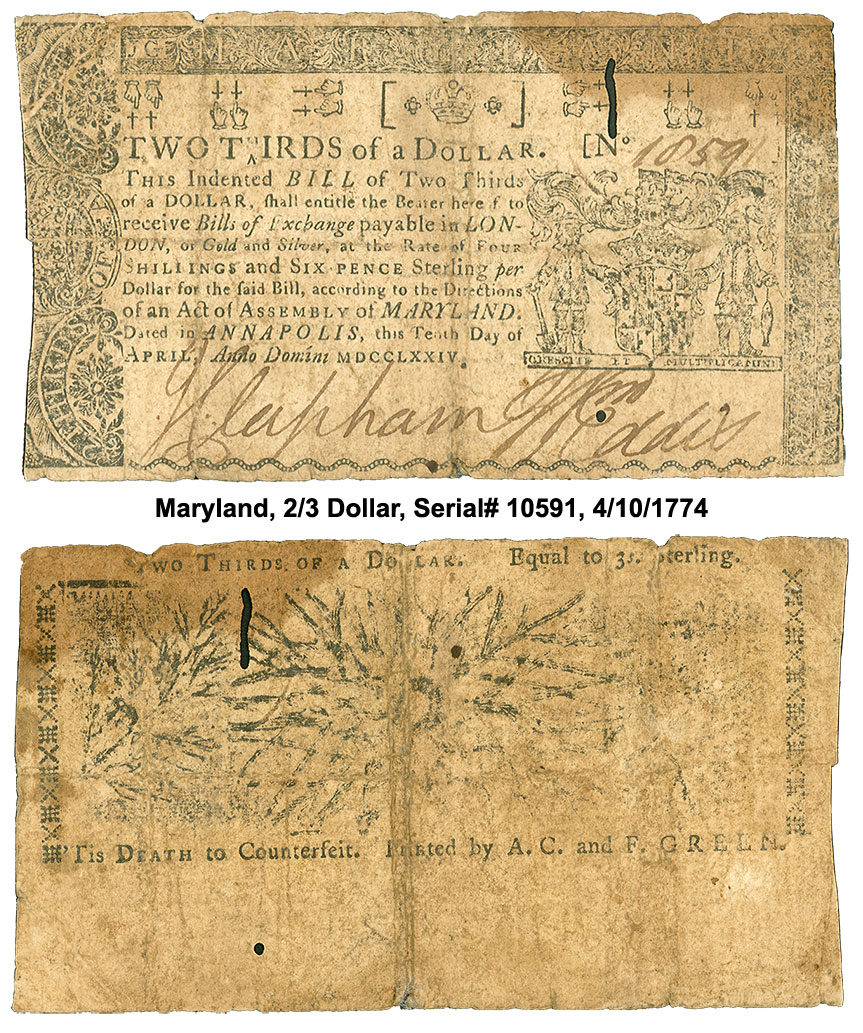 TWO T^HIRDS of a DOLLAR. [No 10591
THIS Indented BILL of Two Thirds
of a DOLLAR, ſhall entitle the Bearer hereof to
receive Bills of Exchange payable in LON-
DON, or Gold and Silver, at the Rate of FOUR
SHILLINGS and SIX-PENCE Sterling per
Dollar for the ſaid Bill, according to the Directions
of an Act of ASSEMBLY of MARYLAND.
Dated in ANNAPOLIS, this Tenth Day of
APRIL, Anno Domini MDCCLXXIV.
CRESCITE ET MULTIPLICAMINI
J Clapham Wm Eddis
Maryland, 2/3 Dollar, Serial# 10591, 4/10/1774
TWO THIRDS OF A DOLLAR. Equal to 3s. Sterling.
'Tis DEATH to Counterfeit. Printed by A. C. and F. GREEN.